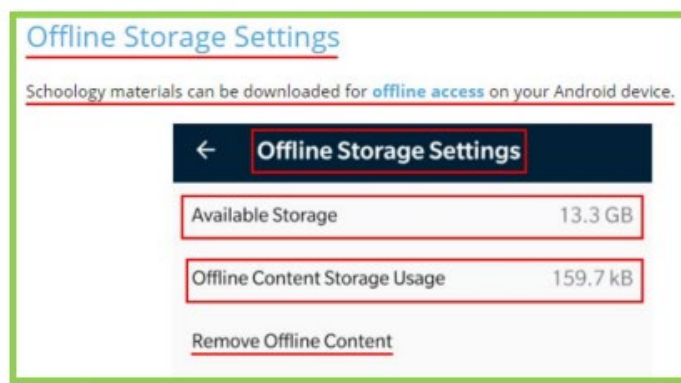 Offline Storage Settings
Schoology materials can be downloaded for offline access on your Android device.
← Offline Storage Settings
Available Storage 13.3 GB
Offline Content Storage Usage 159.7 kB
Remove Offline Content